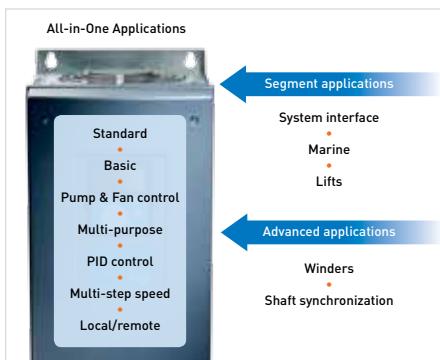 All-in-One Applications
Standard
Basic
Pump & Fan control
Multi-purpose
PID control
Multi-step speed
Local/remote
Segment applications
System interface
Marine
Lifts
Advanced applications
Winders
Shaft synchronization